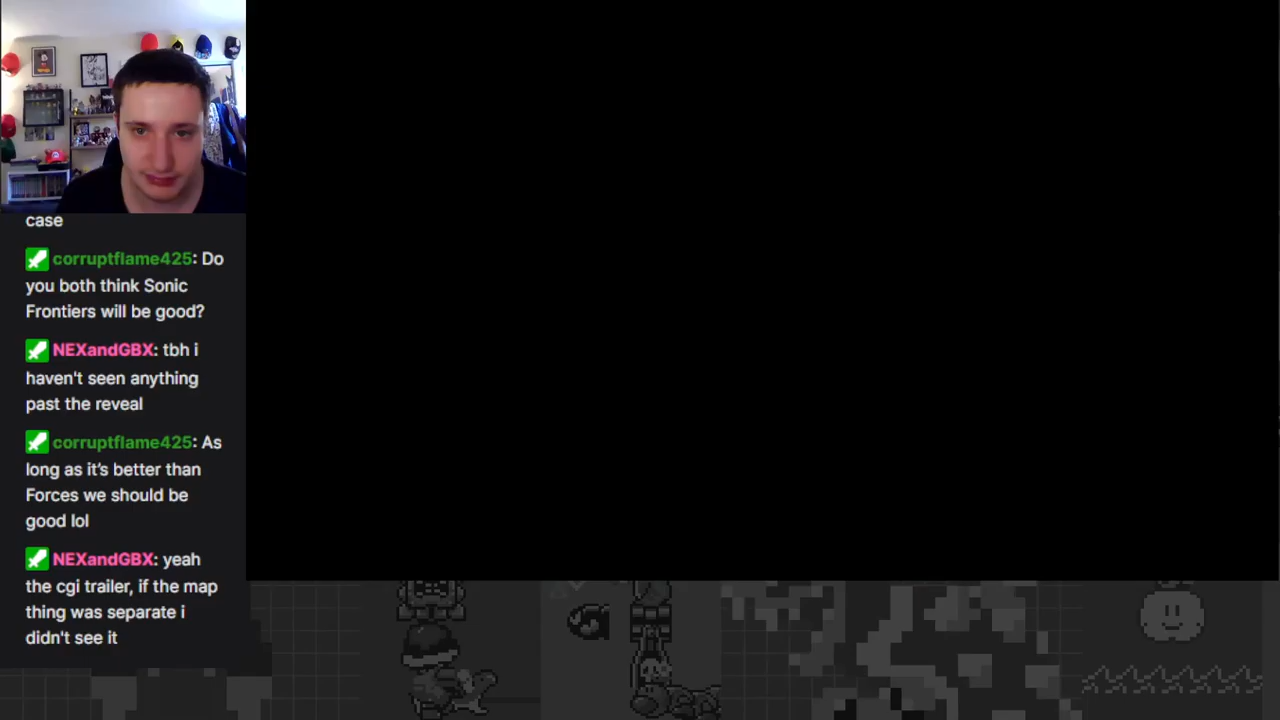 case
corruptflame425: Do
you both think Sonic
Frontiers will be good?
NEXandGBX: tbh i
haven't seen anything
past the reveal
corruptflame425: As
long as it’s better than
Forces we should be
good lol
NEXandGBX: yeah
the cgi trailer, if the map
thing was separate i
didn't see it